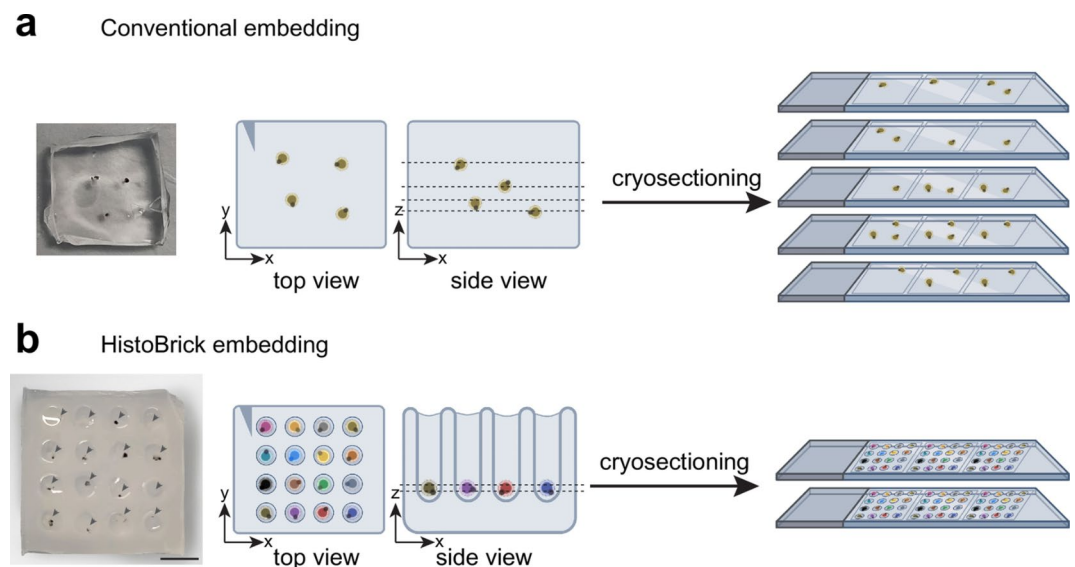 a Conventional embedding
y
x
top view
z
x
side view
cryosectioning
b HistoBrick embedding
y
x
top view
z
x
side view
cryosectioning